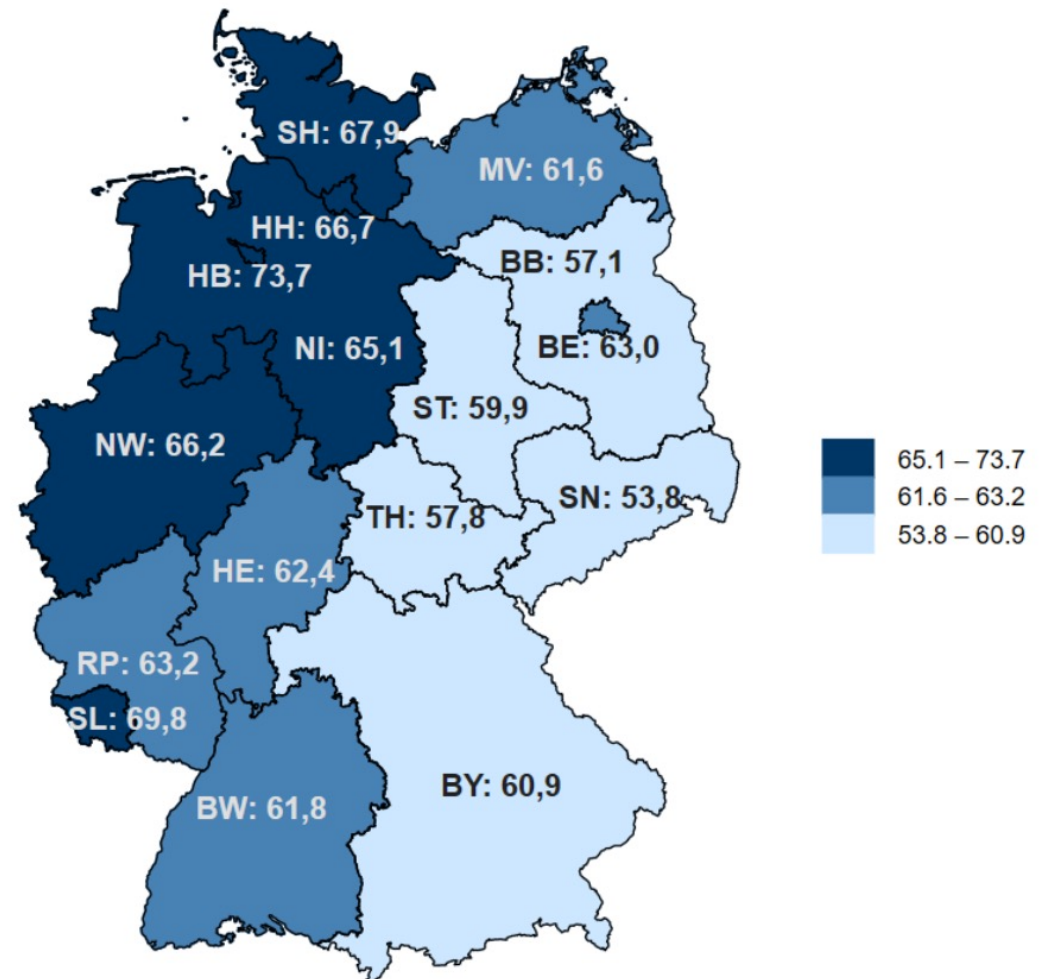 SH: 67,9
MV: 61,6
HH: 66,7
BB: 57,1
HB: 73,7
NI: 65,1
BE: 63,0
ST: 59,9
NW: 66,2
SN: 53,8
TH: 57,8
HE: 62,4
RP: 63,2
SL: 69,8
BY: 60,9
BW: 61,8
65.1 – 73.7
61.6 – 63.2
53.8 – 60.9